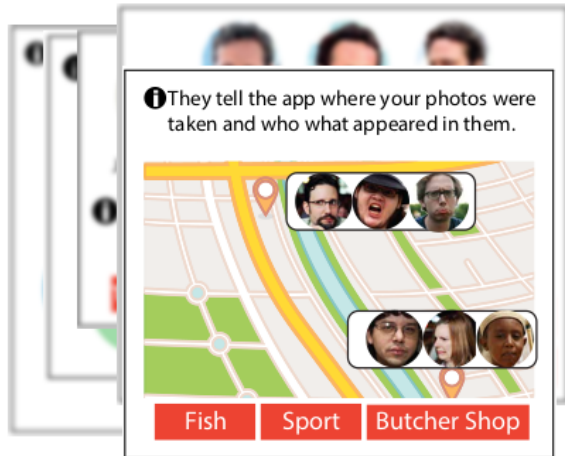 They tell the app where your photos were
taken and who what appeared in them.
Fish Sport Butcher Shop